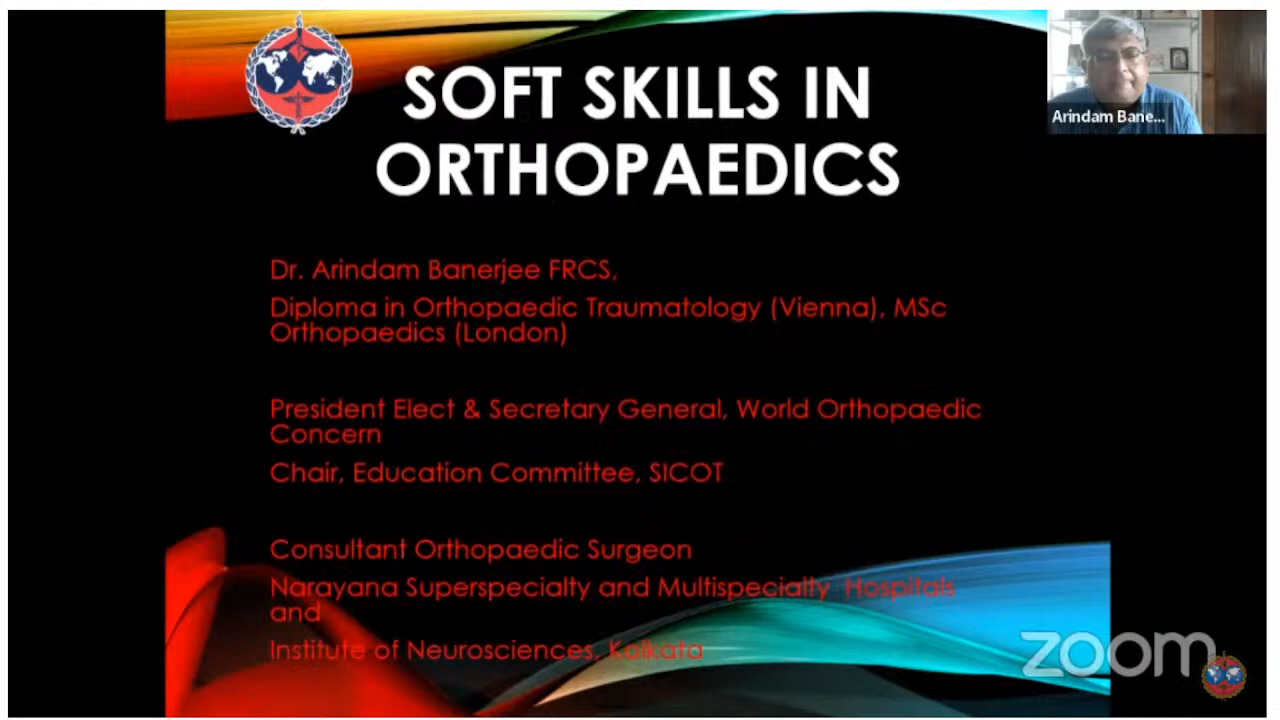 SOFT SKILLS IN
ORTHOPAEDICS
Arindam Bane...
Dr. Arindam Banerjee FRCS,
Diploma in Orthopaedic Traumatology (Vienna), MSc
Orthopaedics (London)
President Elect & Secretary General, World Orthopaedic
Concern
Chair, Education Committee, SICOT
Consultant Orthopaedic Surgeon
Narayana Superspecialty and Multispecialty Hospitals
and
Institute of Neurosciences, Kolkata
zoom